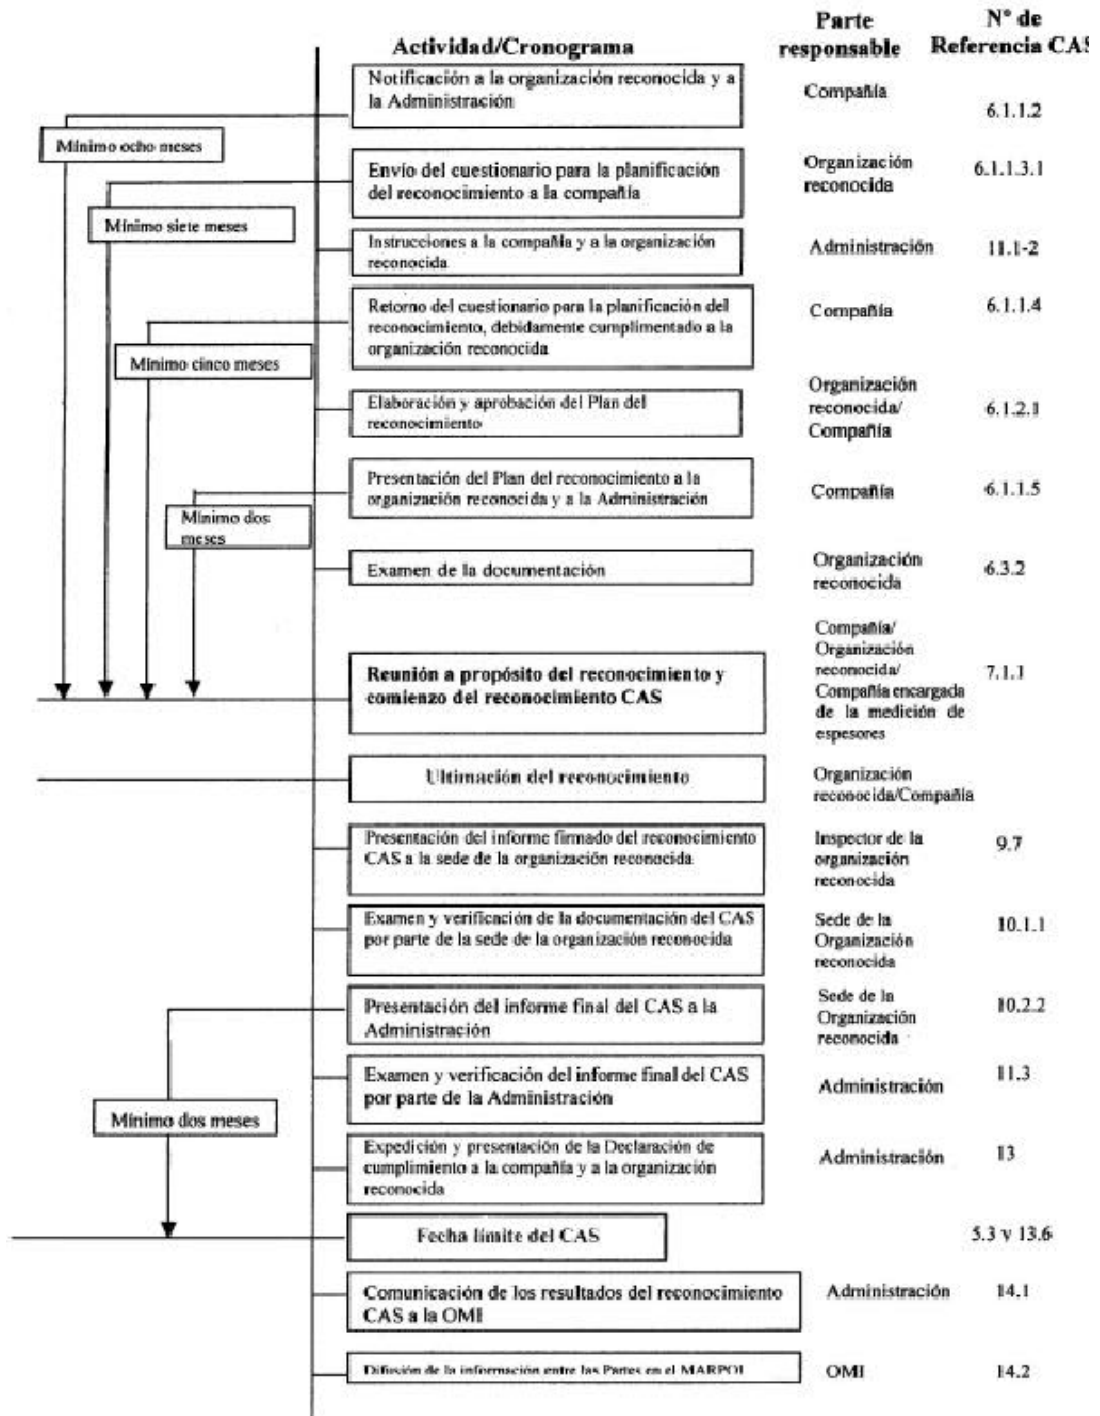 Actividad/Cronograma
Parte
responsable
N° de
Referencia CAS
Notificación a la organización reconocida y a
la Administración
Compañía
6.1.1.2
Mínimo ocho meses
Envío del cuestionario para la planificación
del reconocimiento a la compañía
Organización
reconocida
6.1.1.3.1
Mínimo siete meses
Instrucciones a la compañía y a la organización
reconocida
Administración
11.1-2
Retorno del cuestionario para la planificación del
reconocimiento, debidamente cumplimentado a la
organización reconocida
Compañía
6.1.1.4
Mínimo cinco meses
Elaboración y aprobación del Plan del
reconocimiento
Organización
reconocida/
Compañía
6.1.2.1
Presentación del Plan del reconocimiento a la
organización reconocida y a la Administración
Compañía
6.1.1.5
Mínimo dos
meses
Examen de la documentación
Organización
reconocida
6.3.2
Reunión a propósito del reconocimiento y
comienzo del reconocimiento CAS
Compañía/
Organización
reconocida/
Compañía encargada
de la medición de
espesores
7.1.1
Ultimación del reconocimiento
Organización
reconocida/Compañía
Presentación del informe firmado del reconocimiento
CAS a la sede de la organización reconocida.
Inspector de la
organización
reconocida
9.7
Examen y verificación de la documentación del CAS
por parte de la sede de la organización reconocida
Sede de la
Organización
reconocida
10.1.1
Presentación del informe final del CAS a la
Administración
Sede de la
Organización
reconocida
10.2.2
Examen y verificación del informe final del CAS
por parte de la Administración
Administración
11.3
Mínimo dos meses
Expedición y presentación de la Declaración de
cumplimiento a la compañía y a la organización
reconocida
Administración
13
Fecha límite del CAS
5.3 y 13.6
Comunicación de los resultados del reconocimiento
CAS a la OMI
Administración
14.1
Difusión de la información entre las Partes en el MARPOL
OMI
14.2